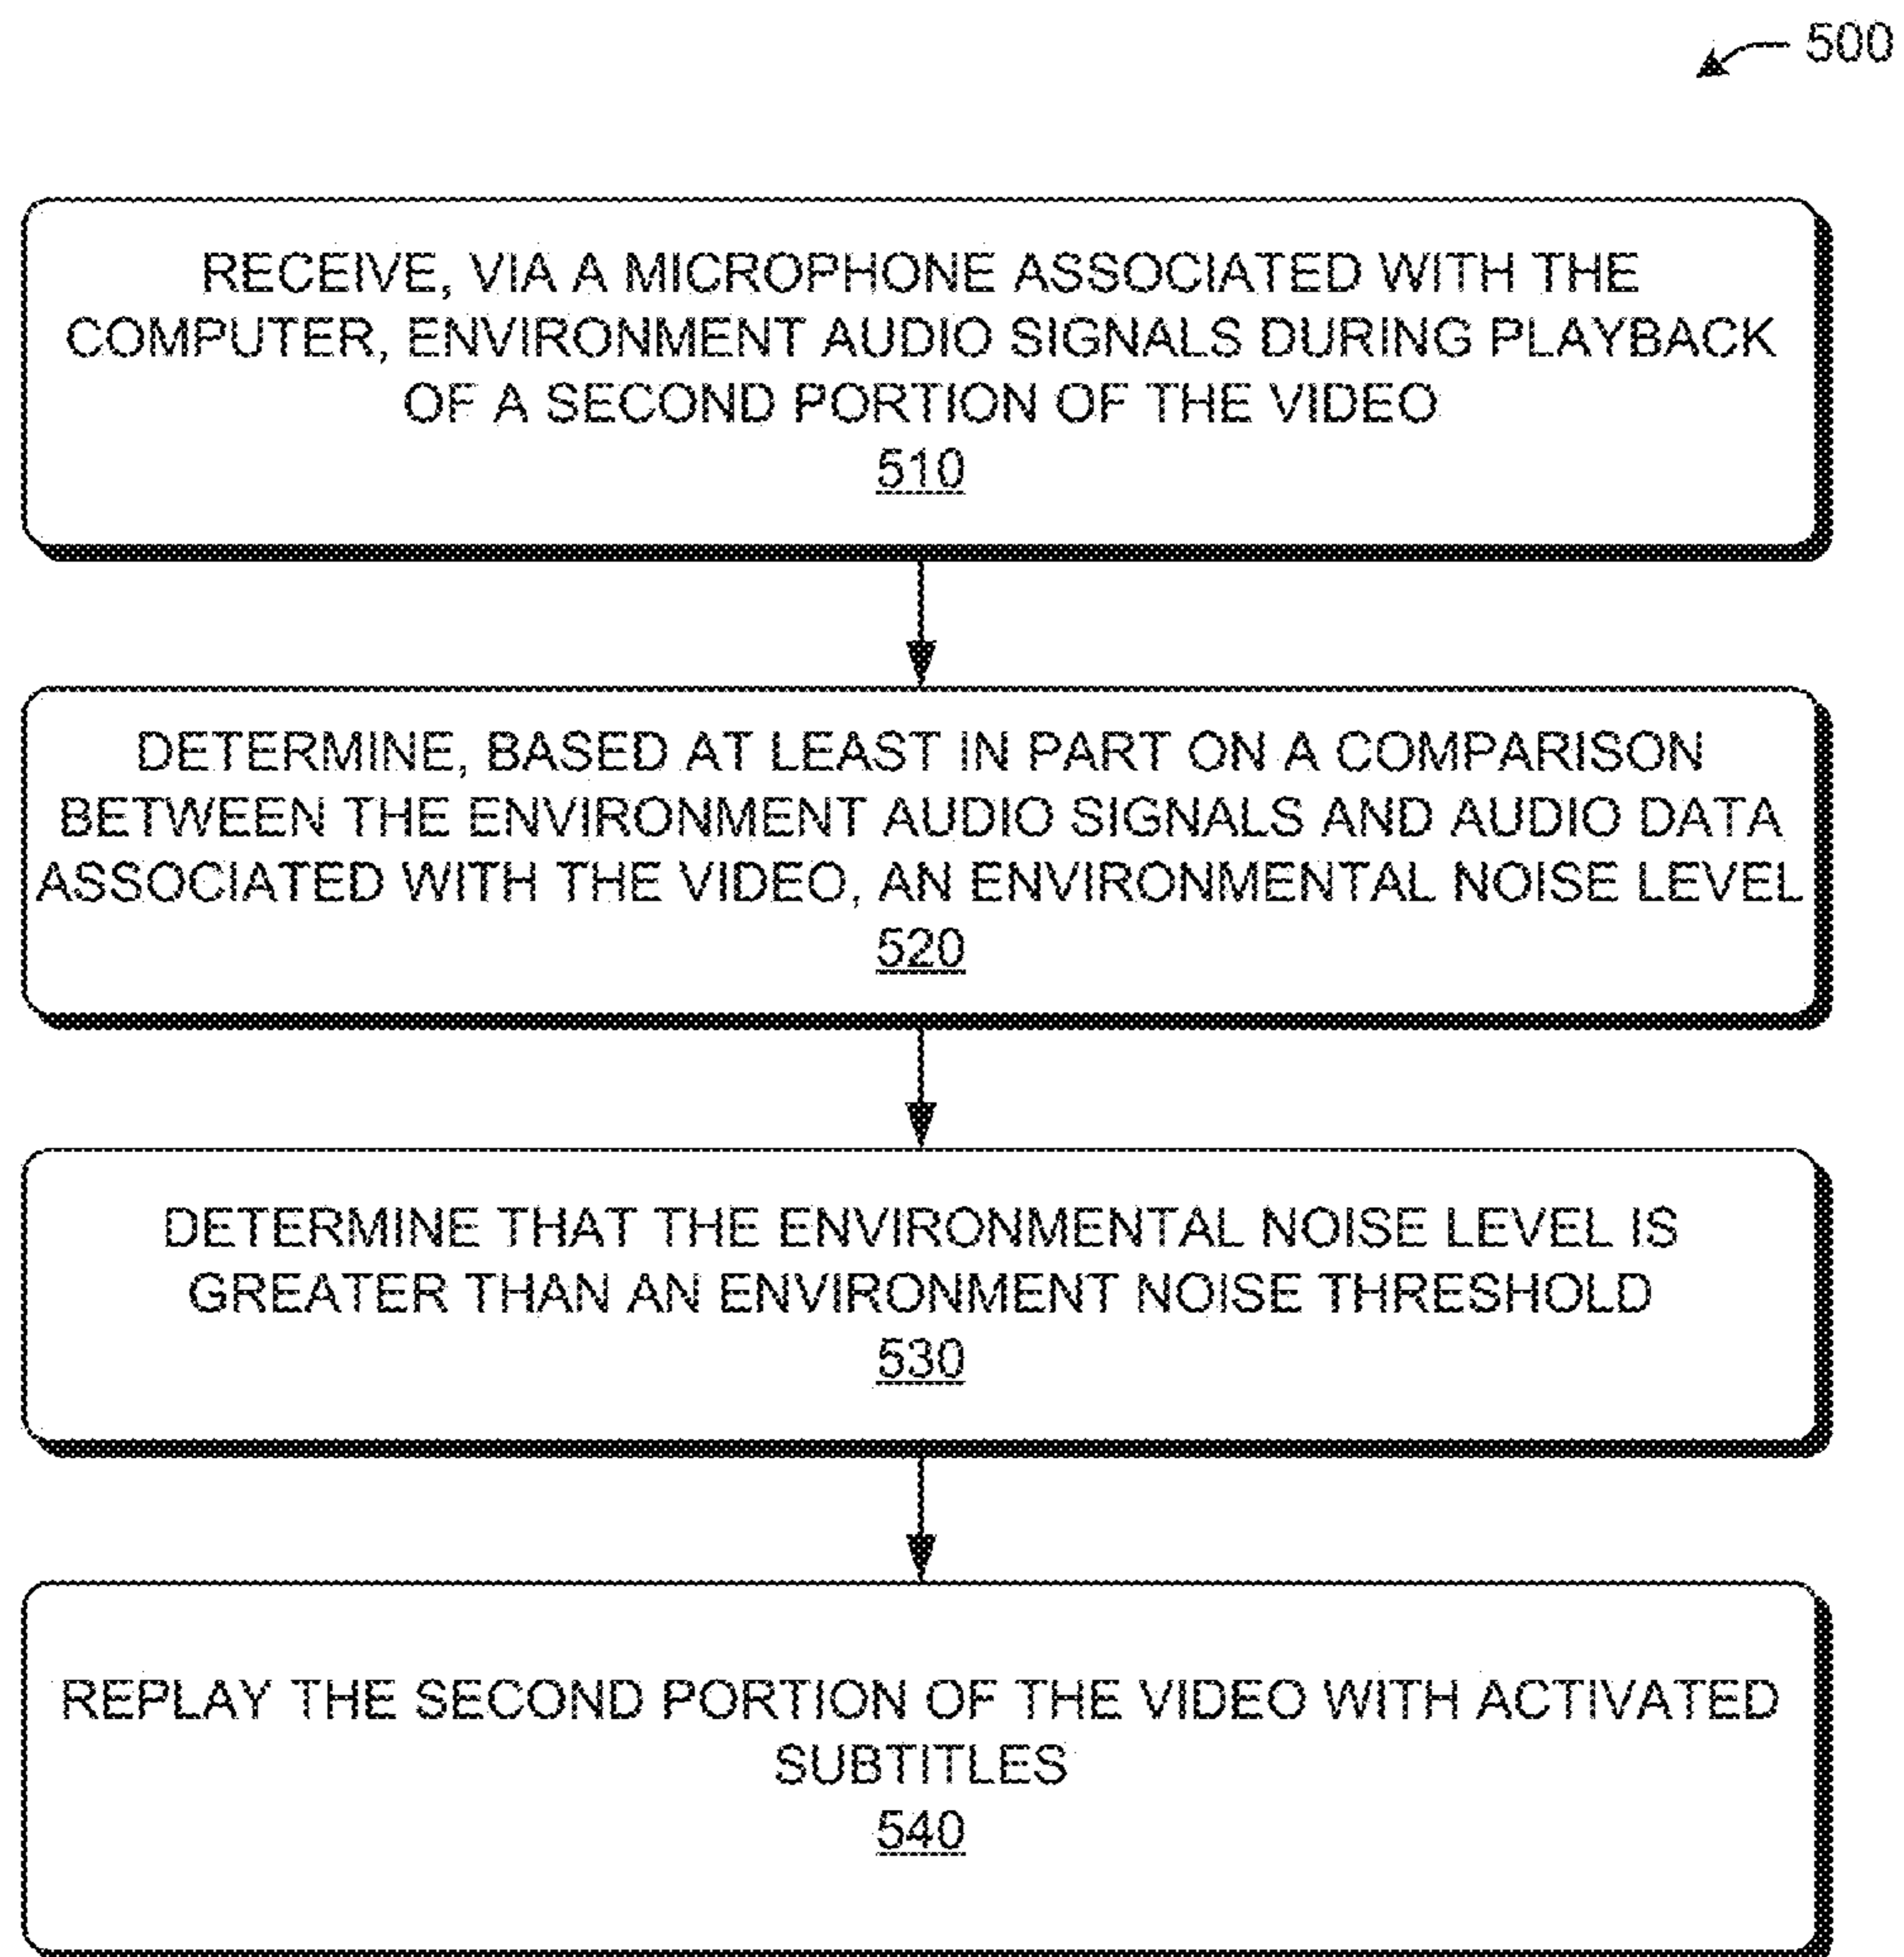 500
RECEIVE, VIA A MICROPHONE ASSOCIATED WITH THE
COMPUTER, ENVIRONMENT AUDIO SIGNALS DURING PLAYBACK
OF A SECOND PORTION OF THE VIDEO
510
DETERMINE, BASED AT LEAST IN PART ON A COMPARISON
BETWEEN THE ENVIRONMENT AUDIO SIGNALS AND AUDIO DATA
ASSOCIATED WITH THE VIDEO, AN ENVIRONMENTAL NOISE LEVEL
520
DETERMINE THAT THE ENVIRONMENTAL NOISE LEVEL IS
GREATER THAN AN ENVIRONMENT NOISE THRESHOLD
530
REPLAY THE SECOND PORTION OF THE VIDEO WITH ACTIVATED
SUBTITLES
540